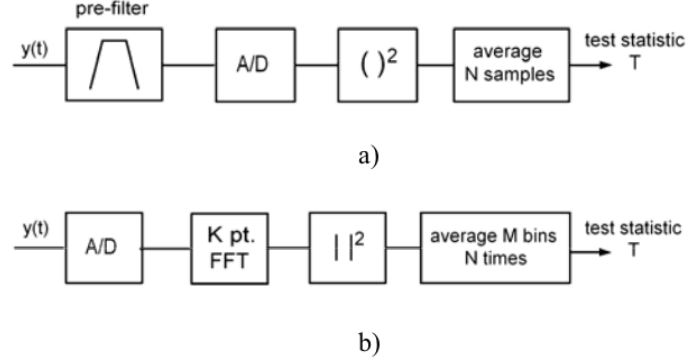 pre-filter
y(t)
A/D
( )²
average
N samples
test statistic
T
a)
y(t)
A/D
K pt.
FFT
| |²
average M bins
N times
test statistic
T
b)